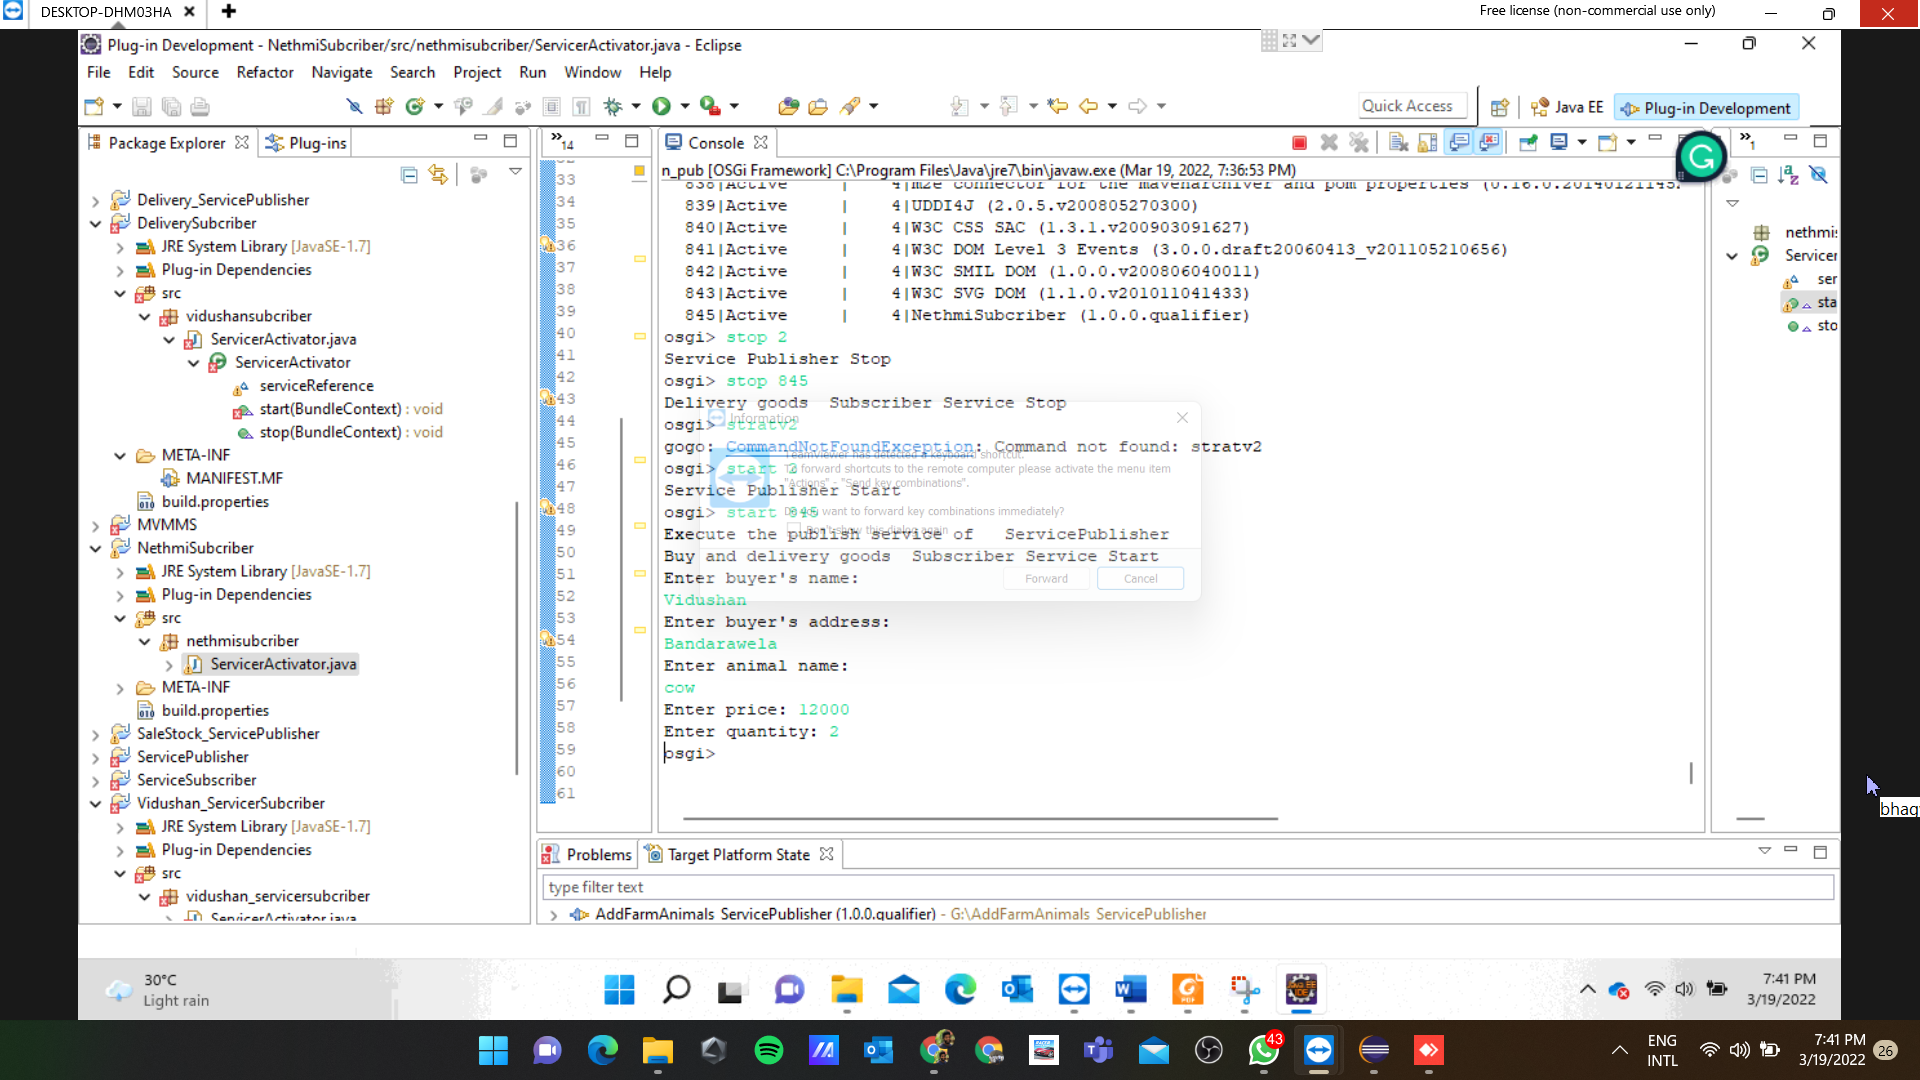 DESKTOP-DHM03HA
Free license (non-commercial use only)
Plug-in Development - NethmiSubcriber/src/nethmisubcriber/ServicerActivator.java - Eclipse
File Edit Source Refactor Navigate Search Project Run Window Help
Quick Access
Java EE
Plug-in Development
Package Explorer
Plug-ins
14
Console
1
n_pub [OSGi Framework] C:\Program Files\Java\jre7\bin\javaw.exe (Mar 19, 2022, 7:36:53 PM)
Delivery_ServicePublisher
DeliverySubcriber
JRE System Library [JavaSE-1.7]
Plug-in Dependencies
src
vidushansubcriber
ServicerActivator.java
ServicerActivator
serviceReference
start(BundleContext) : void
stop(BundleContext) : void
META-INF
MANIFEST.MF
build.properties
MVMMS
NethmiSubcriber
JRE System Library [JavaSE-1.7]
Plug-in Dependencies
src
nethmisubcriber
ServicerActivator.java
META-INF
build.properties
SaleStock_ServicePublisher
ServicePublisher
ServiceSubscriber
Vidushan_ServicerSubcriber
JRE System Library [JavaSE-1.7]
Plug-in Dependencies
src
vidushan_servicersubcriber
ServicerActivator.java
33
34
35
36
37
38
39
40
41
42
43
44
45
46
47
48
49
50
51
52
53
54
55
56
57
58
59
60
61
838|Active | 4|m2e connector for the mavenarchiver and pom properties
839|Active | 4|UDDI4J (2.0.5.v200805270300)
840|Active | 4|W3C CSS SAC (1.3.1.v200903091627)
841|Active | 4|W3C DOM Level 3 Events (3.0.0.draft20060413_v201105210656)
842|Active | 4|W3C SMIL DOM (1.0.0.v200806040011)
843|Active | 4|W3C SVG DOM (1.1.0.v201011041433)
845|Active | 4|NethmiSubcriber (1.0.0.qualifier)
osgi> stop 2
Service Publisher Stop
osgi> stop 845
Delivery goods  Subscriber Service Stop
osgi> stratv2
gogo: CommandNotFoundException: Command not found: stratv2
osgi> start 2
Service Publisher Start
osgi> start 845
Execute the publish service of   ServicePublisher
Buy and delivery goods  Subscriber Service Start
Enter buyer's name:
Vidushan
Enter buyer's address:
Bandarawela
Enter animal name:
cow
Enter price: 12000
Enter quantity: 2
osgi>
Information
TeamViewer has detected a keyboard shortcut.
To forward shortcuts to the remote computer please activate the menu item
"Actions" - "Send key combinations".
Do you want to forward key combinations immediately?
Don't show this dialog again
Forward
Cancel
nethmi
Servicer
ser
sta
sto
bhag
Problems
Target Platform State
type filter text
AddFarmAnimals_ServicePublisher (1.0.0.qualifier) - G:\AddFarmAnimals_ServicePublisher
30°C
Light rain
7:41 PM
3/19/2022
43
ENG
INTL
7:41 PM
3/19/2022
26